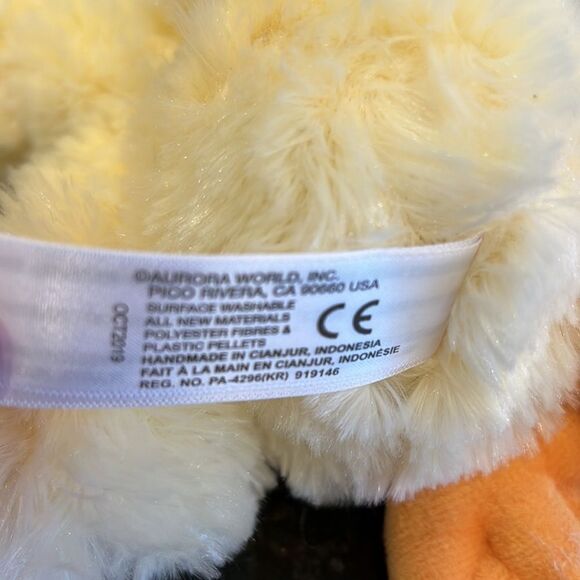 ©AURORA WORLD, INC.
PICO RIVERA, CA 90660 USA
SURFACE WASHABLE
ALL NEW MATERIALS
POLYESTER FIBRES &
PLASTIC PELLETS
HANDMADE IN CIANJUR, INDONESIA
FAIT À LA MAIN EN CIANJUR, INDONÉSIE
REG. NO. PA-4296(KR) 919146
CE
OCT2019